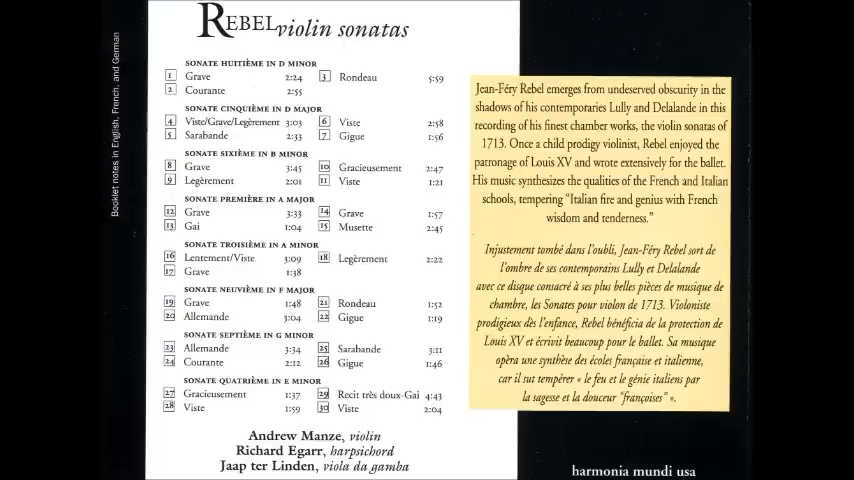 Booklet notes in English, French, and German
REBEL violin sonatas
SONATE HUITIÈME IN D MINOR
1 Grave 2:24 3 Rondeau 5:59
2 Courante 2:55
SONATE CINQUIÈME IN D MAJOR
4 Viste/Grave/Legèrement 3:03 6 Viste 2:58
5 Sarabande 2:33 7 Gigue 1:56
SONATE SIXIÈME IN B MINOR
8 Grave 3:45 10 Gracieusement 2:47
9 Legèrement 2:01 11 Viste 1:21
SONATE PREMIÈRE IN A MAJOR
12 Grave 3:33 14 Grave 1:57
13 Gai 1:04 15 Musette 2:45
SONATE TROISIÈME IN A MINOR
16 Lentement/Viste 3:09 18 Legèrement 2:22
17 Grave 1:38
SONATE NEUVIÈME IN F MAJOR
19 Grave 1:48 21 Rondeau 1:52
20 Allemande 3:04 22 Gigue 1:19
SONATE SEPTIÈME IN G MINOR
23 Allemande 3:34 25 Sarabande 3:11
24 Courante 2:12 26 Gigue 1:46
SONATE QUATRIÈME IN E MINOR
27 Gracieusement 1:37 29 Recit très doux-Gai 4:43
28 Viste 1:59 30 Viste 2:04
Andrew Manze, violin
Richard Egarr, harpsichord
Jaap ter Linden, viola da gamba
Jean-Féry Rebel emerges from undeserved obscurity in the
shadows of his contemporaries Lully and Delalande in this
recording of his finest chamber works, the violin sonatas of
1713. Once a child prodigy violinist, Rebel enjoyed the
patronage of Louis XV and wrote extensively for the ballet.
His music synthesizes the qualities of the French and Italian
schools, tempering “Italian fire and genius with French
wisdom and tenderness.”
Injustement tombé dans l'oubli, Jean-Féry Rebel sort de
l'ombre de ses contemporains Lully et Delalande
avec ce disque consacré à ses plus belles pièces de musique de
chambre, les Sonates pour violon de 1713. Violoniste
prodigieux dès l'enfance, Rebel bénéficia de la protection de
Louis XV et écrivit beaucoup pour le ballet. Sa musique
opéra une synthèse des écoles française et italienne,
car il sut tempérer « le feu et le génie italiens par
la sagesse et la douceur “françoises” ».
harmonia mundi usa